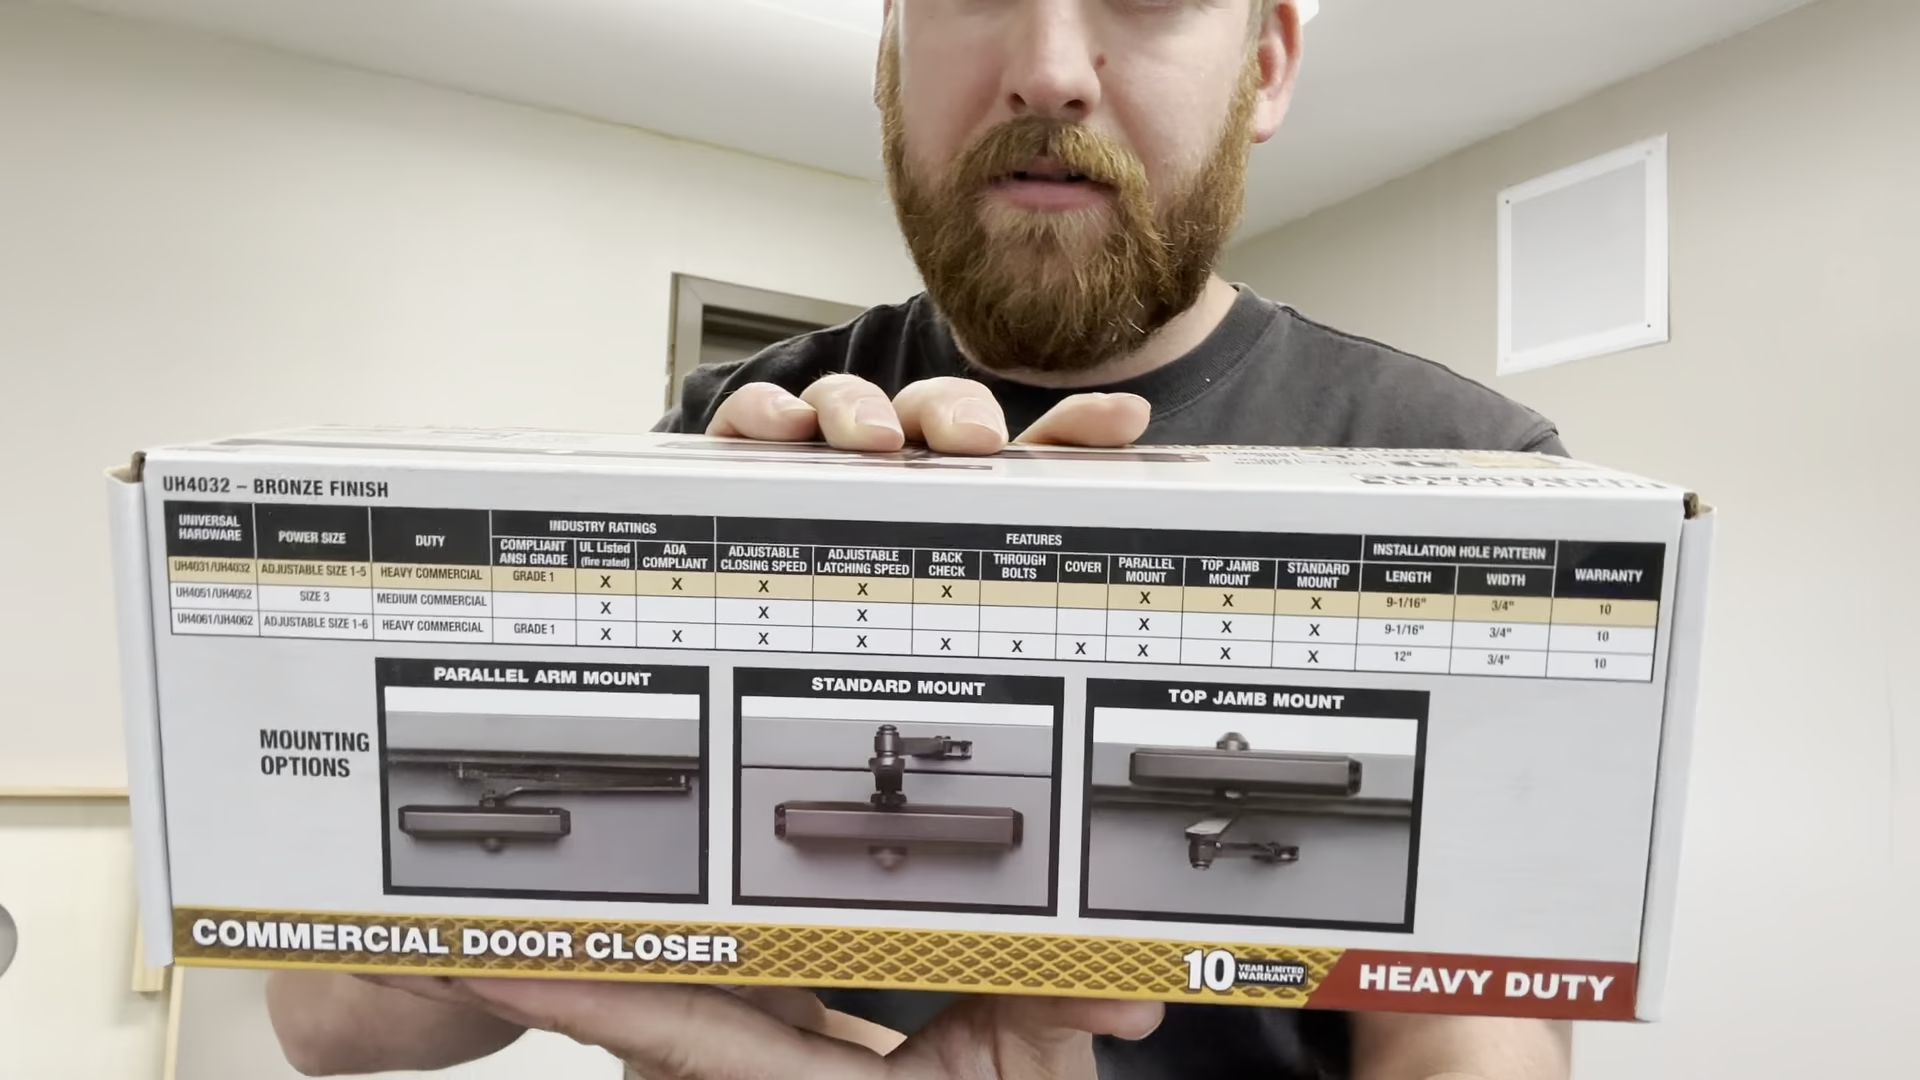 UH4032 – BRONZE FINISH
UNIVERSAL HARDWARE POWER SIZE DUTY INDUSTRY RATINGS FEATURES INSTALLATION HOLE PATTERN WARRANTY
COMPLIANT ANSI GRADE UL Listed (fire rated) ADA COMPLIANT ADJUSTABLE CLOSING SPEED ADJUSTABLE LATCHING SPEED BACK CHECK THROUGH BOLTS COVER PARALLEL MOUNT TOP JAMB MOUNT STANDARD MOUNT LENGTH WIDTH
UH4031/UH4032 ADJUSTABLE SIZE 1-5 HEAVY COMMERCIAL GRADE 1 X X X X X X X X 9-1/16" 3/4" 10
UH4051/UH4052 SIZE 3 MEDIUM COMMERCIAL X X X X X X 9-1/16" 3/4" 10
UH4061/UH4062 ADJUSTABLE SIZE 1-6 HEAVY COMMERCIAL GRADE 1 X X X X X X X X X X 12" 3/4" 10
MOUNTING
OPTIONS
PARALLEL ARM MOUNT
STANDARD MOUNT
TOP JAMB MOUNT
COMMERCIAL DOOR CLOSER
10 YEAR LIMITED
WARRANTY
HEAVY DUTY